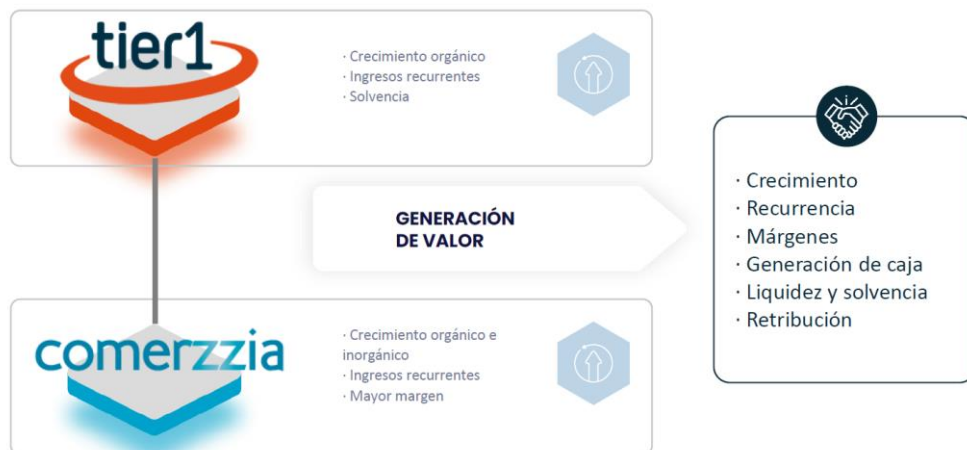 tier1
· Crecimiento orgánico
· Ingresos recurrentes
· Solvencia
GENERACIÓN
DE VALOR
comerzzia
· Crecimiento orgánico e
inorgánico
· Ingresos recurrentes
· Mayor margen
· Crecimiento
· Recurrencia
· Márgenes
· Generación de caja
· Liquidez y solvencia
· Retribución